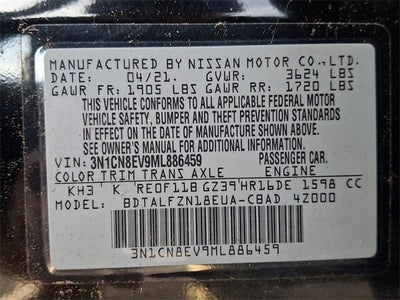 MANUFACTURED BY NISSAN MOTOR CO., LTD.
DATE: 04/21. GVWR: 3624 LBS
GAWR FR: 1905 LBS GAWR RR: 1720 LBS
THIS VEHICLE CONFORMS TO ALL APPLICABLE FEDERAL MOTOR
VEHICLE SAFETY, BUMPER AND THEFT PREVENTION STANDARDS
IN EFFECT ON THE DATE OF MANUFACTURE SHOWN ABOVE.
SEE OWNER'S MANUAL FOR ADDITIONAL INFORMATION.
VIN: 3N1CN8EV9ML886459 PASSENGER CAR.
COLOR TRIM TRANS AXLE ENGINE
KH3 K RE0F11B GZ39 HR16DE 1598 CC
MODEL: BDTALFZN18EUA-CBAD 4Z000
3N1CN8EV9ML886459